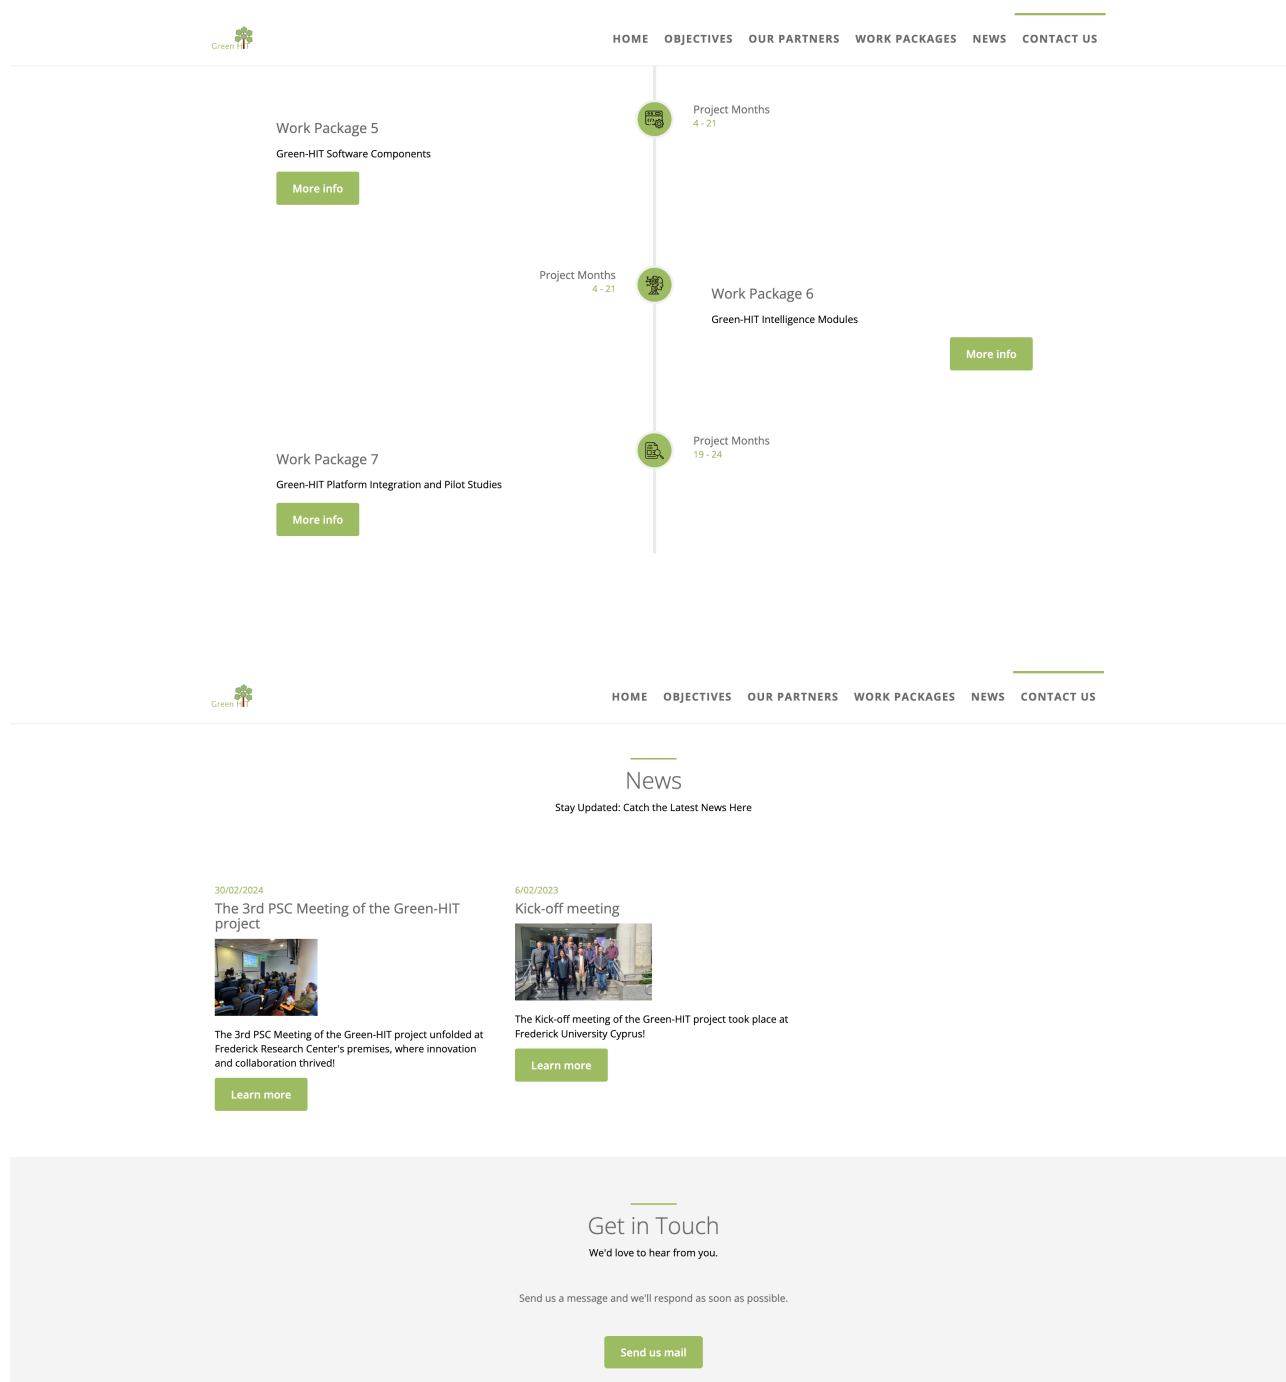 Green HIT
HOME OBJECTIVES OUR PARTNERS WORK PACKAGES NEWS CONTACT US
Project Months
4 - 21
Work Package 5
Green-HIT Software Components
More info
Project Months
4 - 21
Work Package 6
Green-HIT Intelligence Modules
More info
Project Months
19 - 24
Work Package 7
Green-HIT Platform Integration and Pilot Studies
More info
Green HIT
HOME OBJECTIVES OUR PARTNERS WORK PACKAGES NEWS CONTACT US
News
Stay Updated: Catch the Latest News Here
30/02/2024
The 3rd PSC Meeting of the Green-HIT
project
The 3rd PSC Meeting of the Green-HIT project unfolded at
Frederick Research Center's premises, where innovation
and collaboration thrived!
Learn more
6/02/2023
Kick-off meeting
The Kick-off meeting of the Green-HIT project took place at
Frederick University Cyprus!
Learn more
Get in Touch
We'd love to hear from you.
Send us a message and we'll respond as soon as possible.
Send us mail